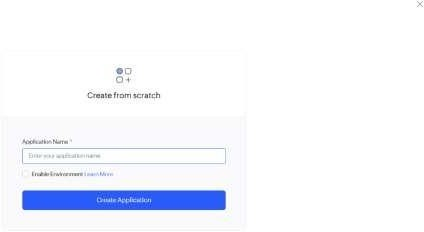 Create from scratch
Application Name *
Enter your application name
Enable Environment Learn More
Create Application